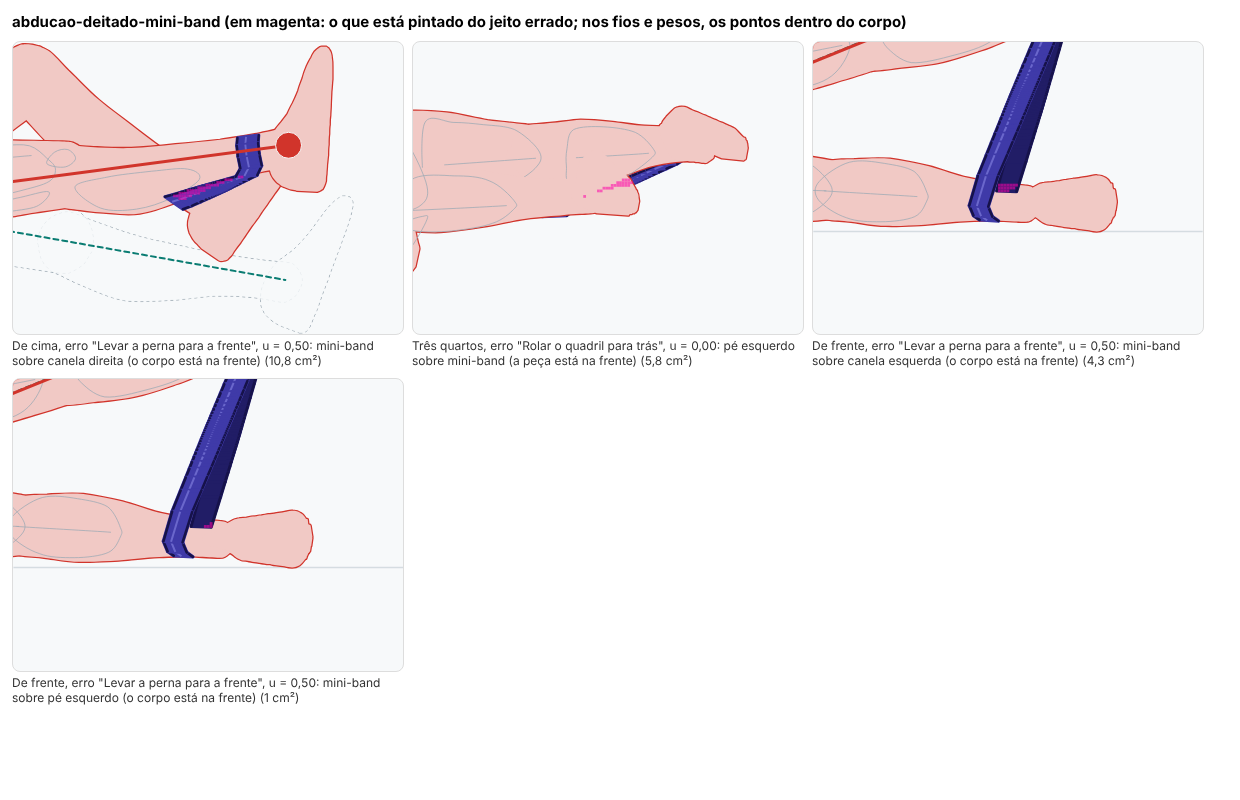 abducao-deitado-mini-band (em magenta: o que está pintado do jeito errado; nos fios e pesos, os pontos dentro do corpo)
De cima, erro "Levar a perna para a frente", u = 0,50: mini-band
sobre canela direita (o corpo está na frente) (10,8 cm²)
Três quartos, erro "Rolar o quadril para trás", u = 0,00: pé esquerdo
sobre mini-band (a peça está na frente) (5,8 cm²)
De frente, erro "Levar a perna para a frente", u = 0,50: mini-band
sobre canela esquerda (o corpo está na frente) (4,3 cm²)
De frente, erro "Levar a perna para a frente", u = 0,50: mini-band
sobre pé esquerdo (o corpo está na frente) (1 cm²)